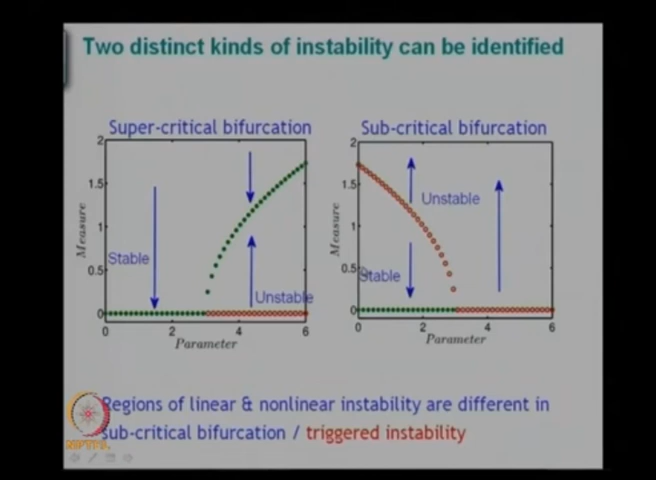 Two distinct kinds of instability can be identified
Super-critical bifurcation
Sub-critical bifurcation
2
1.5
1
0.5
0
Measure
Stable
Unstable
0 2 4 6
Parameter
2
1.5
1
0.5
0
Measure
Unstable
Stable
0 2 4 6
Parameter
Regions of linear & nonlinear instability are different in
sub-critical bifurcation / triggered instability
NPTEL